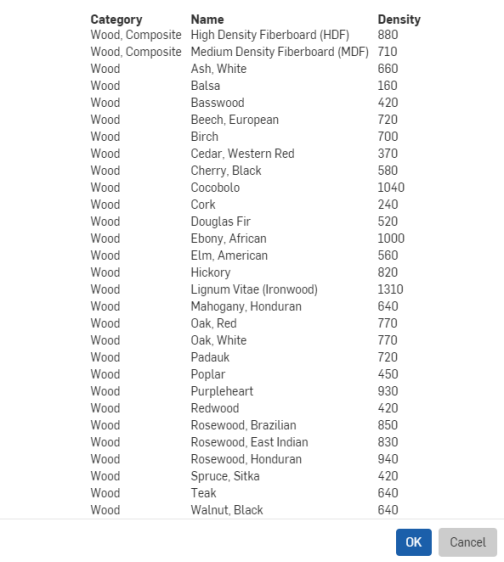 Category Name Density
Wood, Composite High Density Fiberboard (HDF) 880
Wood, Composite Medium Density Fiberboard (MDF) 710
Wood Ash, White 660
Wood Balsa 160
Wood Basswood 420
Wood Beech, European 720
Wood Birch 700
Wood Cedar, Western Red 370
Wood Cherry, Black 580
Wood Cocobolo 1040
Wood Cork 240
Wood Douglas Fir 520
Wood Ebony, African 1000
Wood Elm, American 560
Wood Hickory 820
Wood Lignum Vitae (Ironwood) 1310
Wood Mahogany, Honduran 640
Wood Oak, Red 770
Wood Oak, White 770
Wood Padauk 720
Wood Poplar 450
Wood Purpleheart 930
Wood Redwood 420
Wood Rosewood, Brazilian 850
Wood Rosewood, East Indian 830
Wood Rosewood, Honduran 940
Wood Spruce, Sitka 420
Wood Teak 640
Wood Walnut, Black 640
OK Cancel